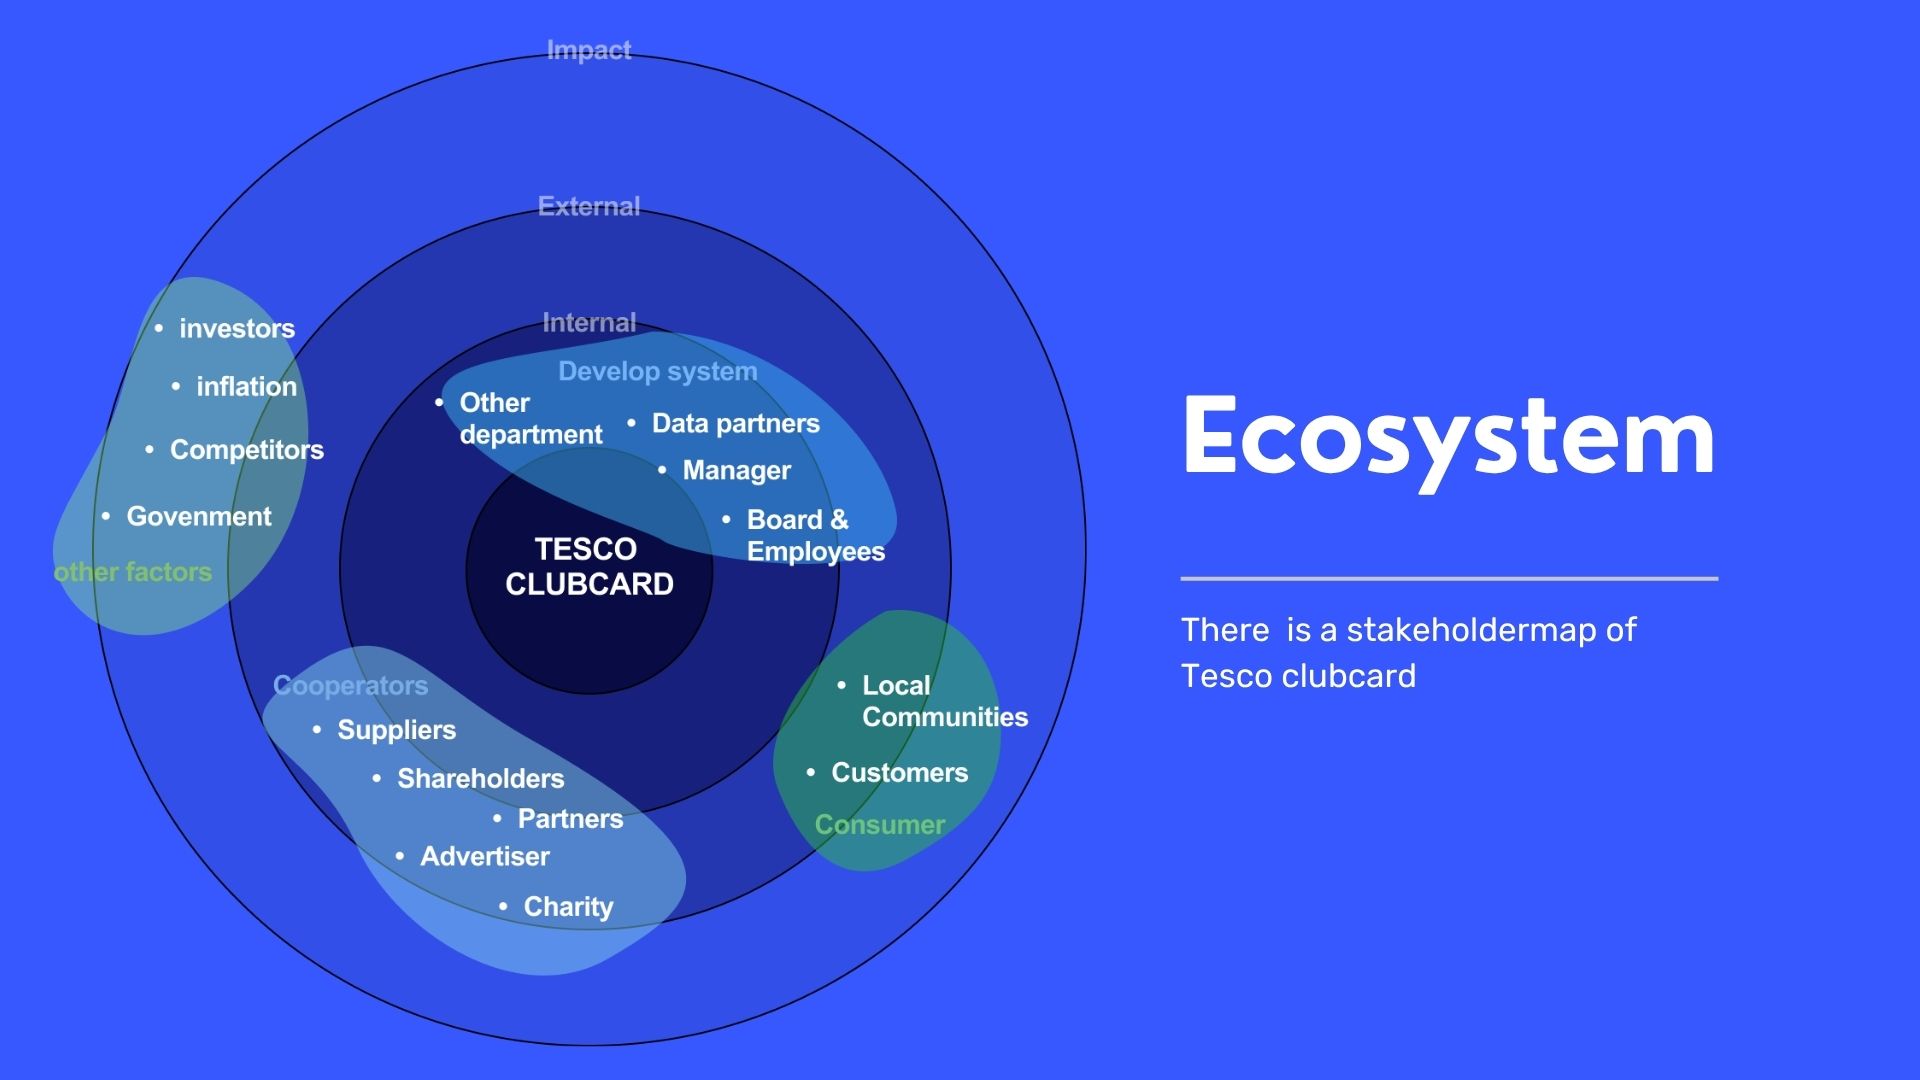 Impact
External
Internal
• investors
• inflation
• Competitors
• Govenment
other factors
Develop system
• Other
department
• Data partners
• Manager
• Board &
Employees
TESCO
CLUBCARD
Cooperators
• Suppliers
• Shareholders
• Partners
• Advertiser
• Charity
• Local
Communities
• Customers
Consumer
Ecosystem
There  is a stakeholdermap of
Tesco clubcard